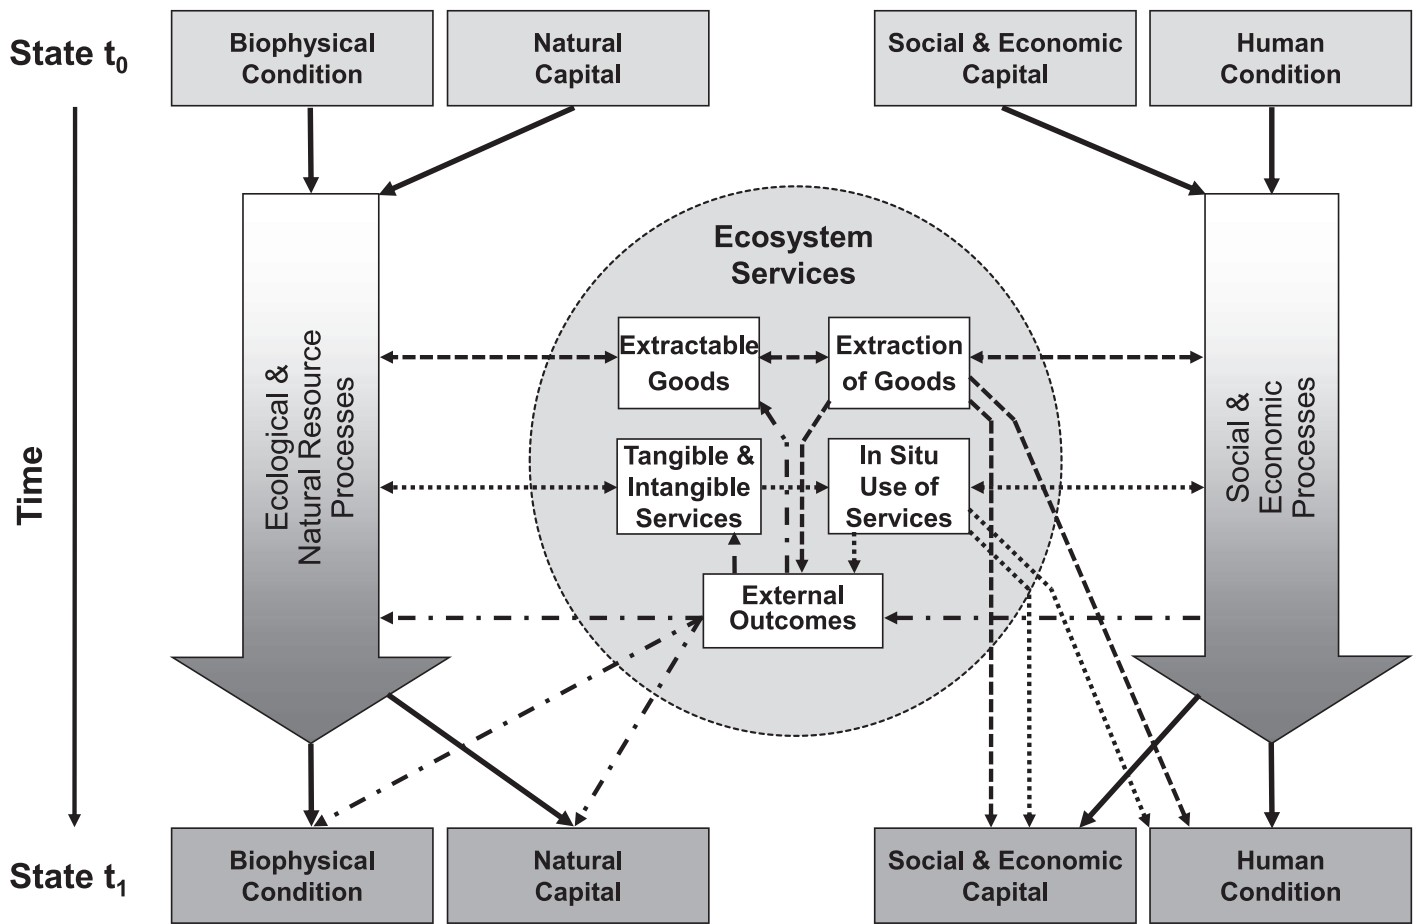 State t0
Biophysical
Condition
Natural
Capital
Social & Economic
Capital
Human
Condition
Time
Ecological &
Natural Resource
Processes
Ecosystem
Services
Extractable
Goods
Extraction
of Goods
Tangible &
Intangible
Services
In Situ
Use of
Services
External
Outcomes
Social &
Economic
Processes
State t1
Biophysical
Condition
Natural
Capital
Social & Economic
Capital
Human
Condition